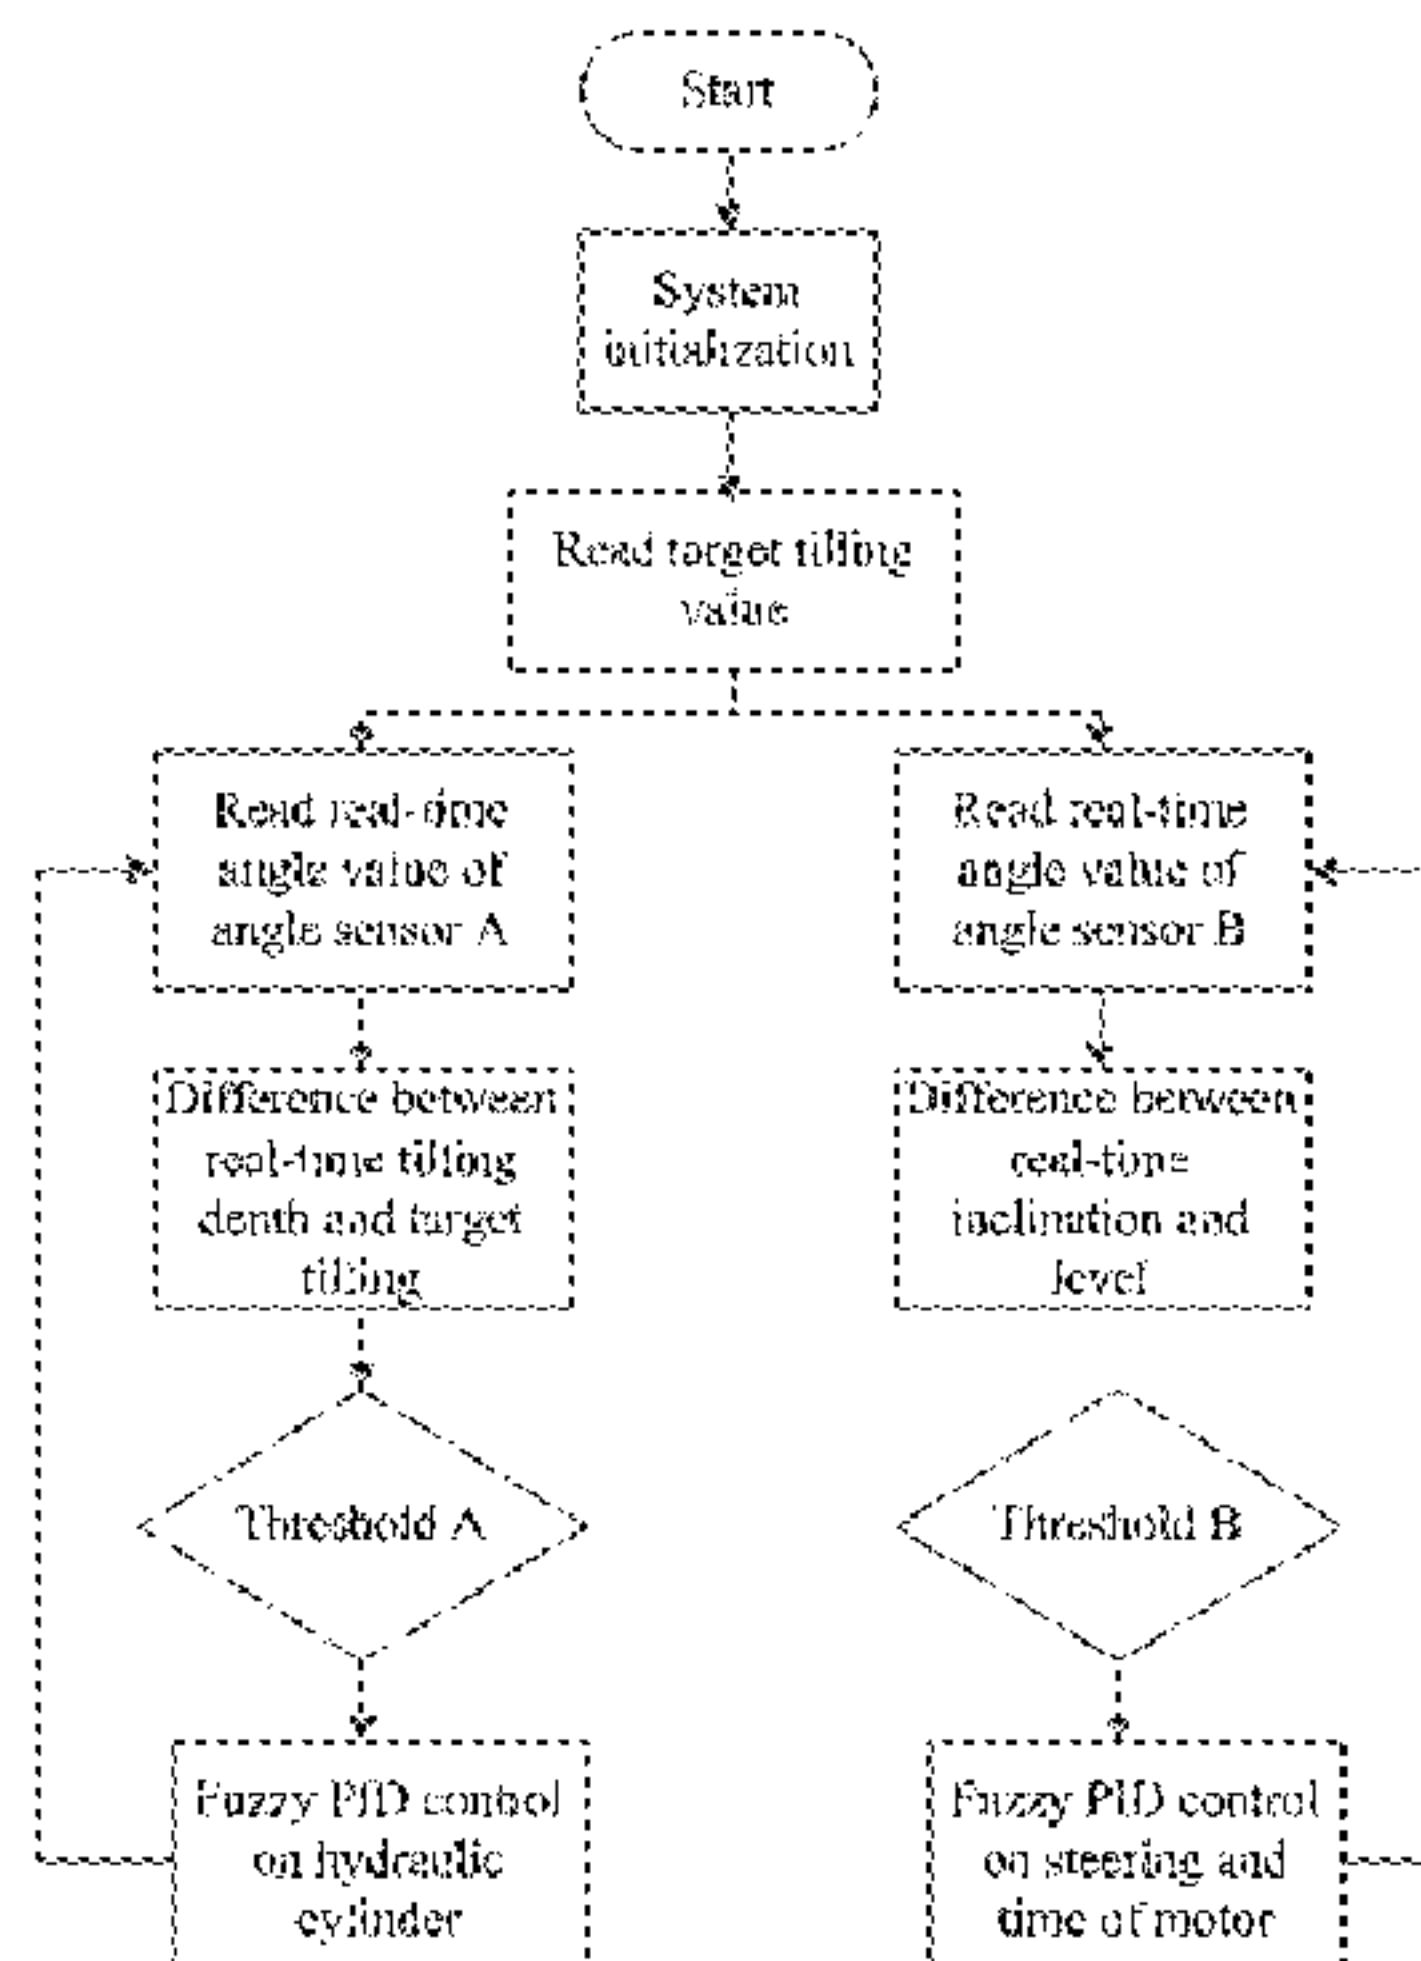 Start
System
initialization
Read target tilling
value
Read real-time
angle value of
angle sensor A
Read real-time
angle value of
angle sensor B
Difference between
real-time tilling
depth and target
tilling
Difference between
real-time
inclination and
level
Threshold A
Threshold B
Fuzzy PID control
on hydraulic
cylinder
Fuzzy PID control
on steering and
time of motor